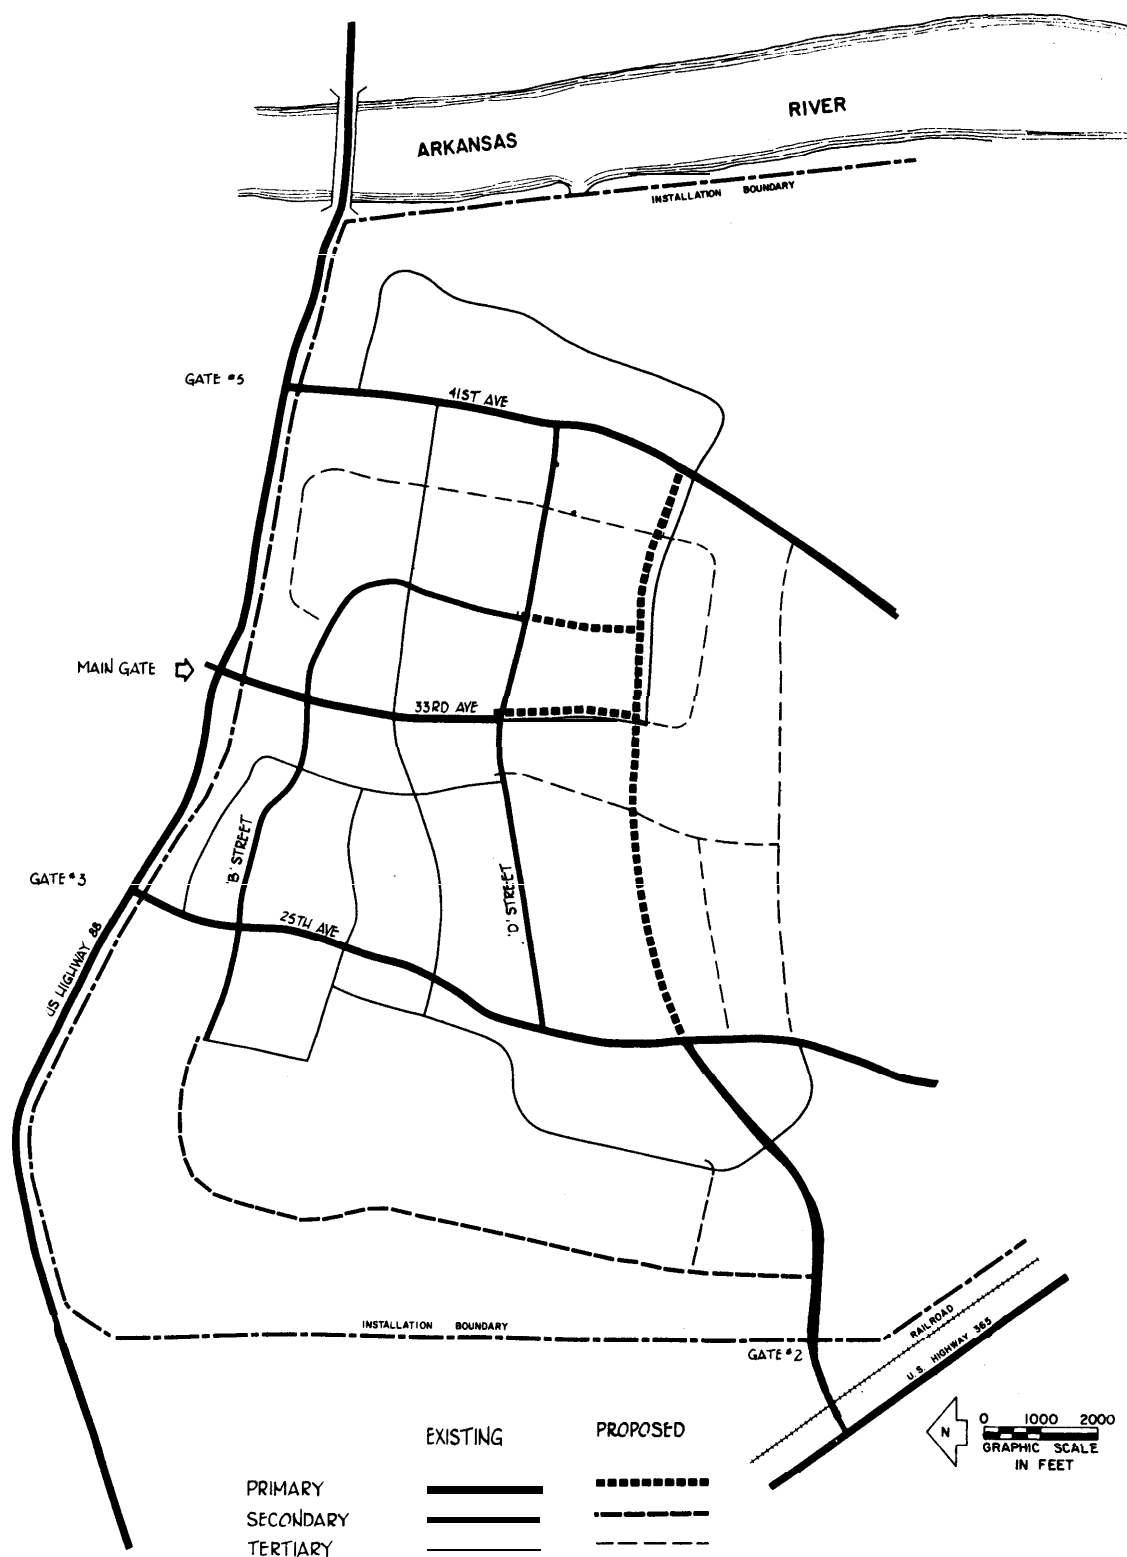 RIVER
ARKANSAS
INSTALLATION BOUNDARY
GATE #5
41ST AVE
MAIN GATE
33RD AVE
'B' STREET
GATE #3
'D' STREET
25TH AVE
US HIGHWAY 88
RAILROAD
INSTALLATION BOUNDARY
U.S. HIGHWAY 365
GATE #2
N
0 1000 2000
GRAPHIC SCALE
IN FEET
EXISTING PROPOSED
PRIMARY
SECONDARY
TERTIARY